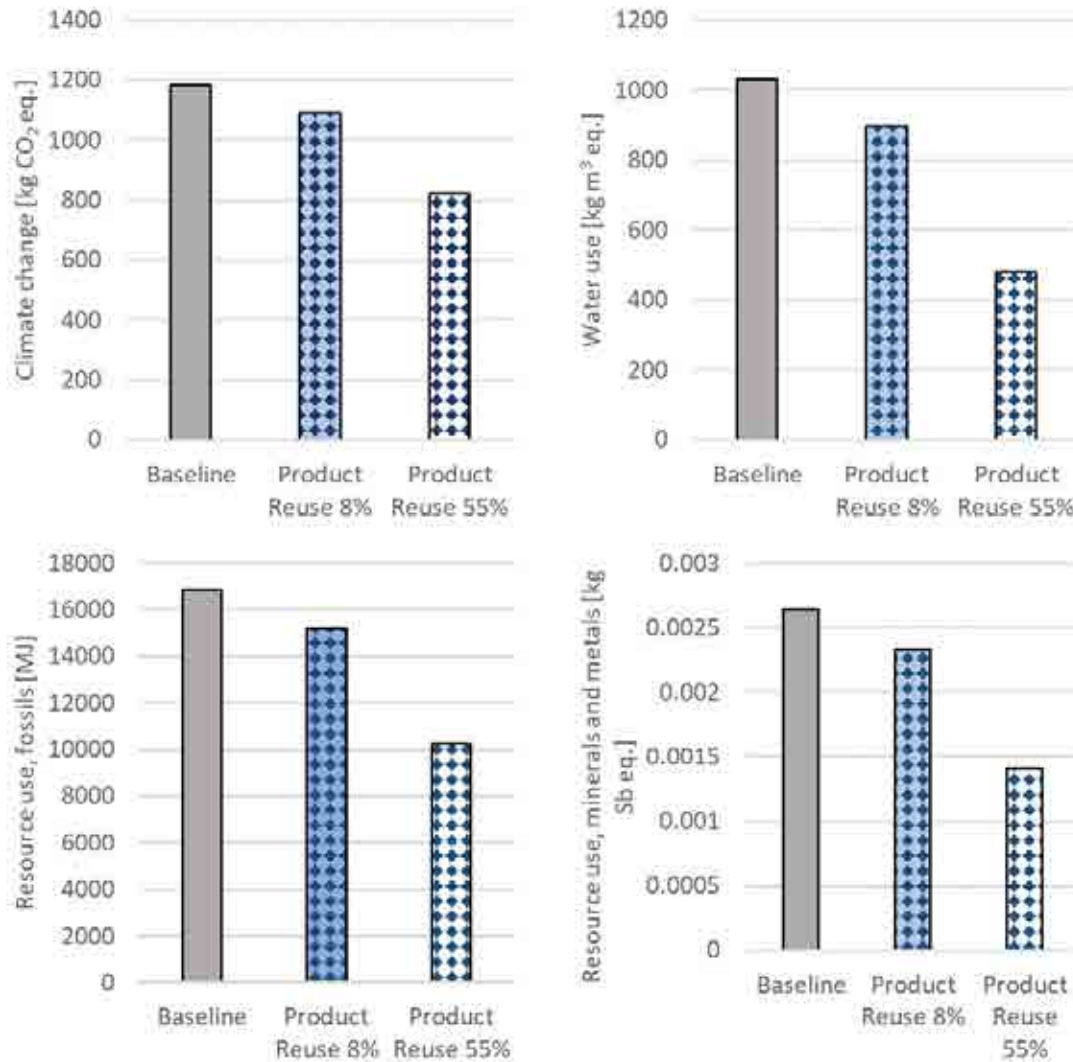 Climate change [kg CO₂ eq.]
1400
1200
1000
800
600
400
200
0
Baseline
Product
Reuse 8%
Product
Reuse 55%
Water use [kg m³ eq.]
1200
1000
800
600
400
200
0
Baseline
Product
Reuse 8%
Product
Reuse 55%
Resource use, fossils [MJ]
18000
16000
14000
12000
10000
8000
6000
4000
2000
0
Baseline
Product
Reuse 8%
Product
Reuse 55%
Resource use, minerals and metals [kg
Sb eq.]
0.003
0.0025
0.002
0.0015
0.001
0.0005
0
Baseline
Product
Reuse 8%
Product
Reuse
55%